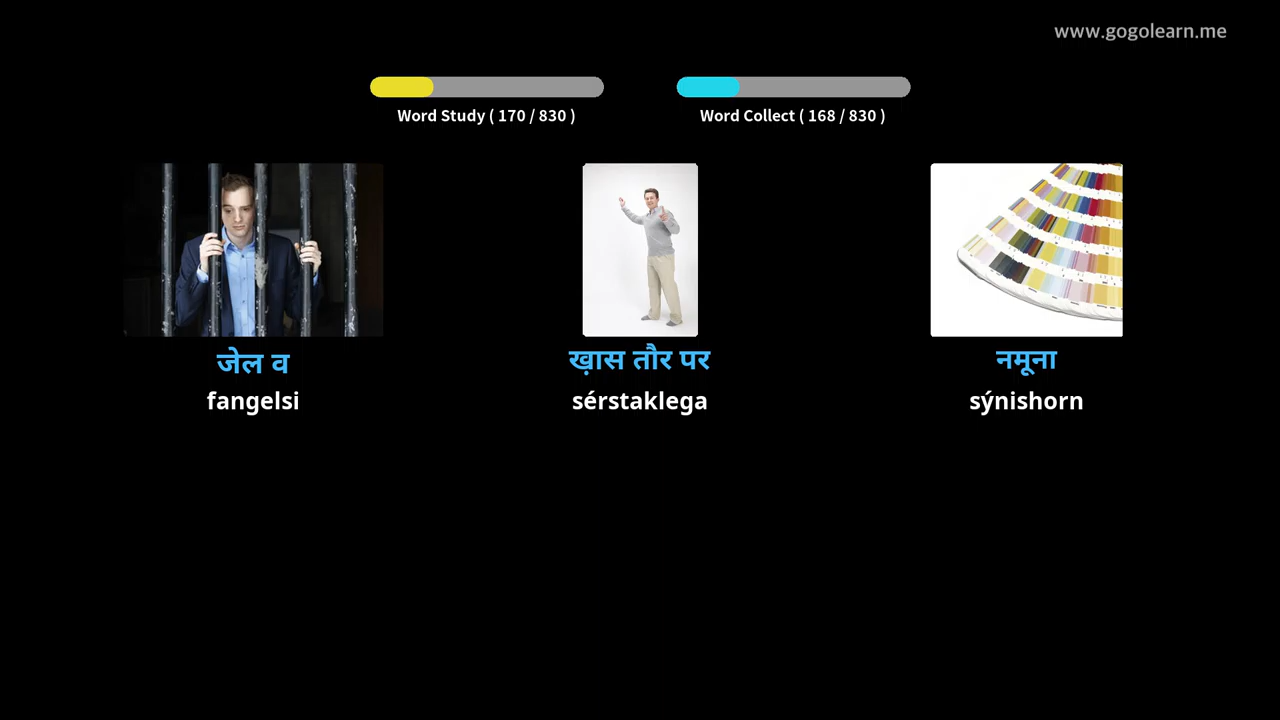 www.gogolearn.me
Word Study ( 170 / 830 )
Word Collect ( 168 / 830 )
जेल व
ख़ास तौर पर
नमूना
fangelsi
sérstaklega
sýnishorn